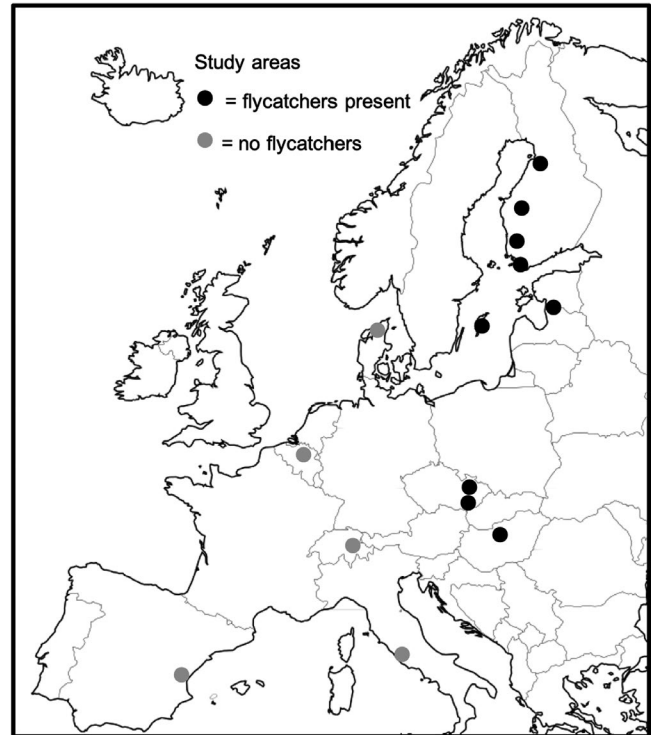 Study areas
= flycatchers present
= no flycatchers